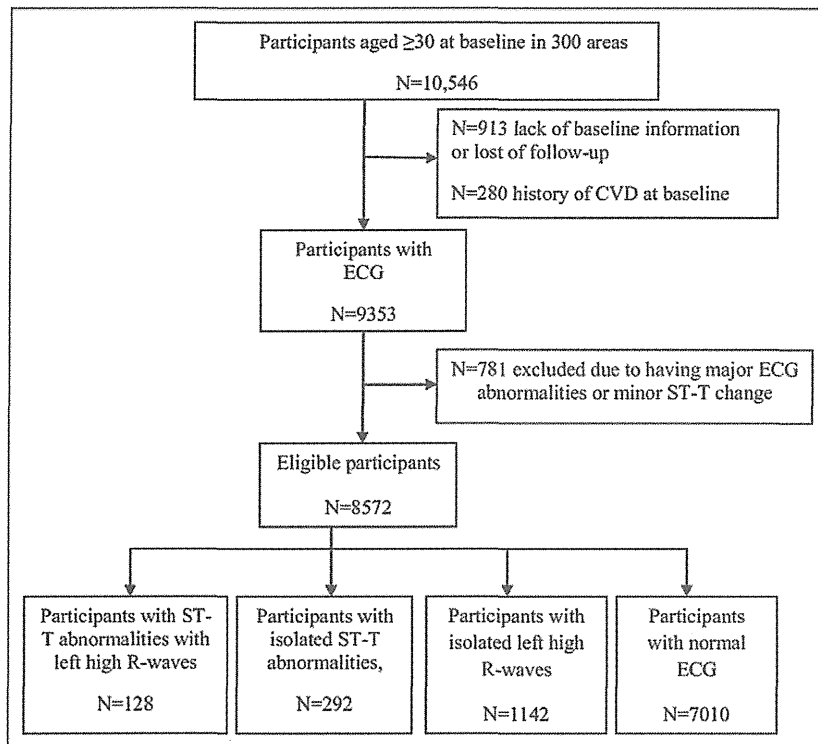 Participants aged ≥30 at baseline in 300 areas
N=10,546
N=913 lack of baseline information
or lost of follow-up
N=280 history of CVD at baseline
Participants with
ECG
N=9353
N=781 excluded due to having major ECG
abnormalities or minor ST-T change
Eligible participants
N=8572
Participants with ST-
T abnormalities with
left high R-waves
N=128
Participants with
isolated ST-T
abnormalities,
N=292
Participants with
isolated left high
R-waves
N=1142
Participants
with normal
ECG
N=7010